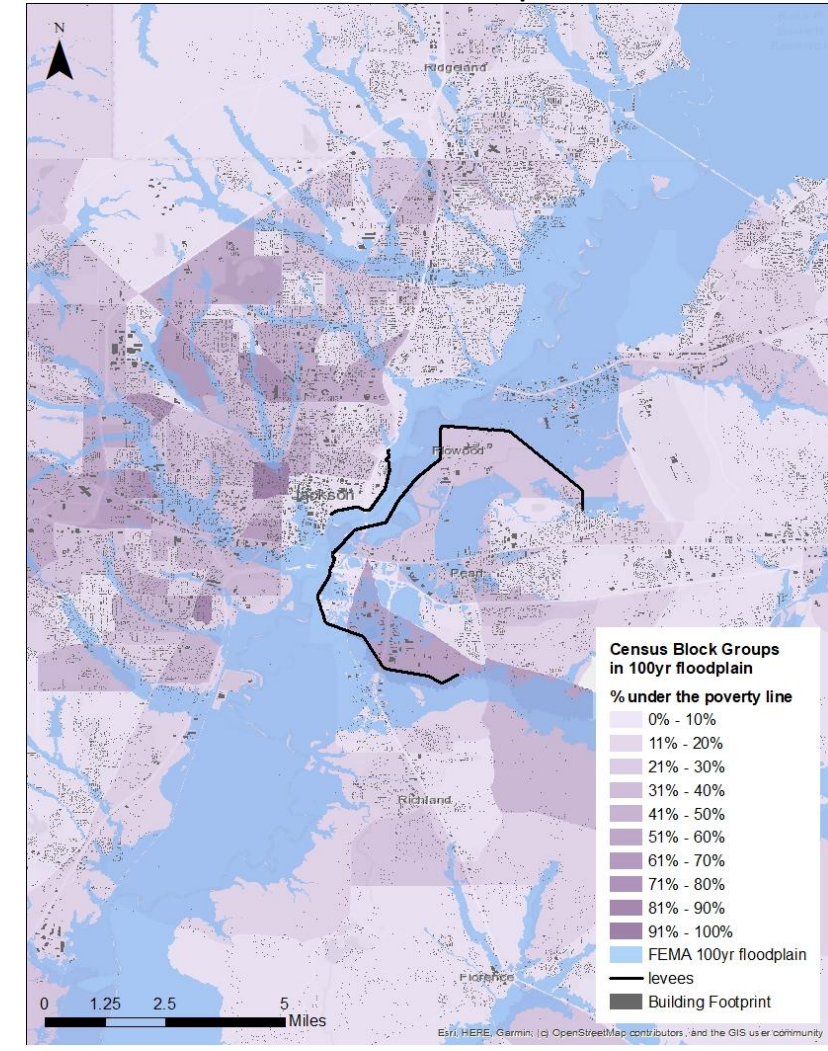 N
Ridgeland
Flowood
Jackson
Pearl
Richland
Florence
Census Block Groups
in 100yr floodplain
% under the poverty line
0% - 10%
11% - 20%
21% - 30%
31% - 40%
41% - 50%
51% - 60%
61% - 70%
71% - 80%
81% - 90%
91% - 100%
FEMA 100yr floodplain
levees
Building Footprint
0 1.25 2.5 5
Miles
Esri, HERE, Garmin, (c) OpenStreetMap contributors, and the GIS user community